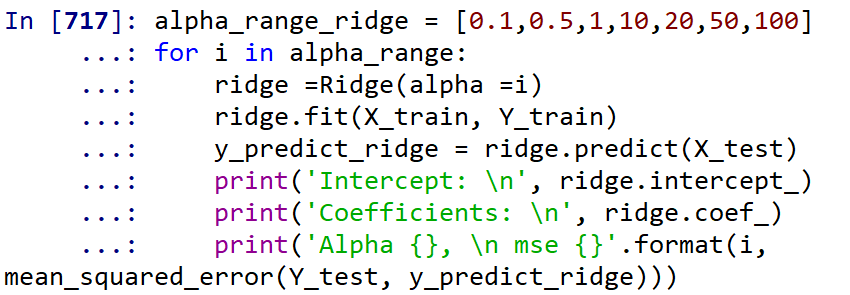 In [717]: alpha_range_ridge = [0.1,0.5,1,10,20,50,100]
     ...: for i in alpha_range:
     ...:     ridge =Ridge(alpha =i)
     ...:     ridge.fit(X_train, Y_train)
     ...:     y_predict_ridge = ridge.predict(X_test)
     ...:     print('Intercept: \n', ridge.intercept_)
     ...:     print('Coefficients: \n', ridge.coef_)
     ...:     print('Alpha {}, \n mse {}'.format(i,
mean_squared_error(Y_test, y_predict_ridge)))